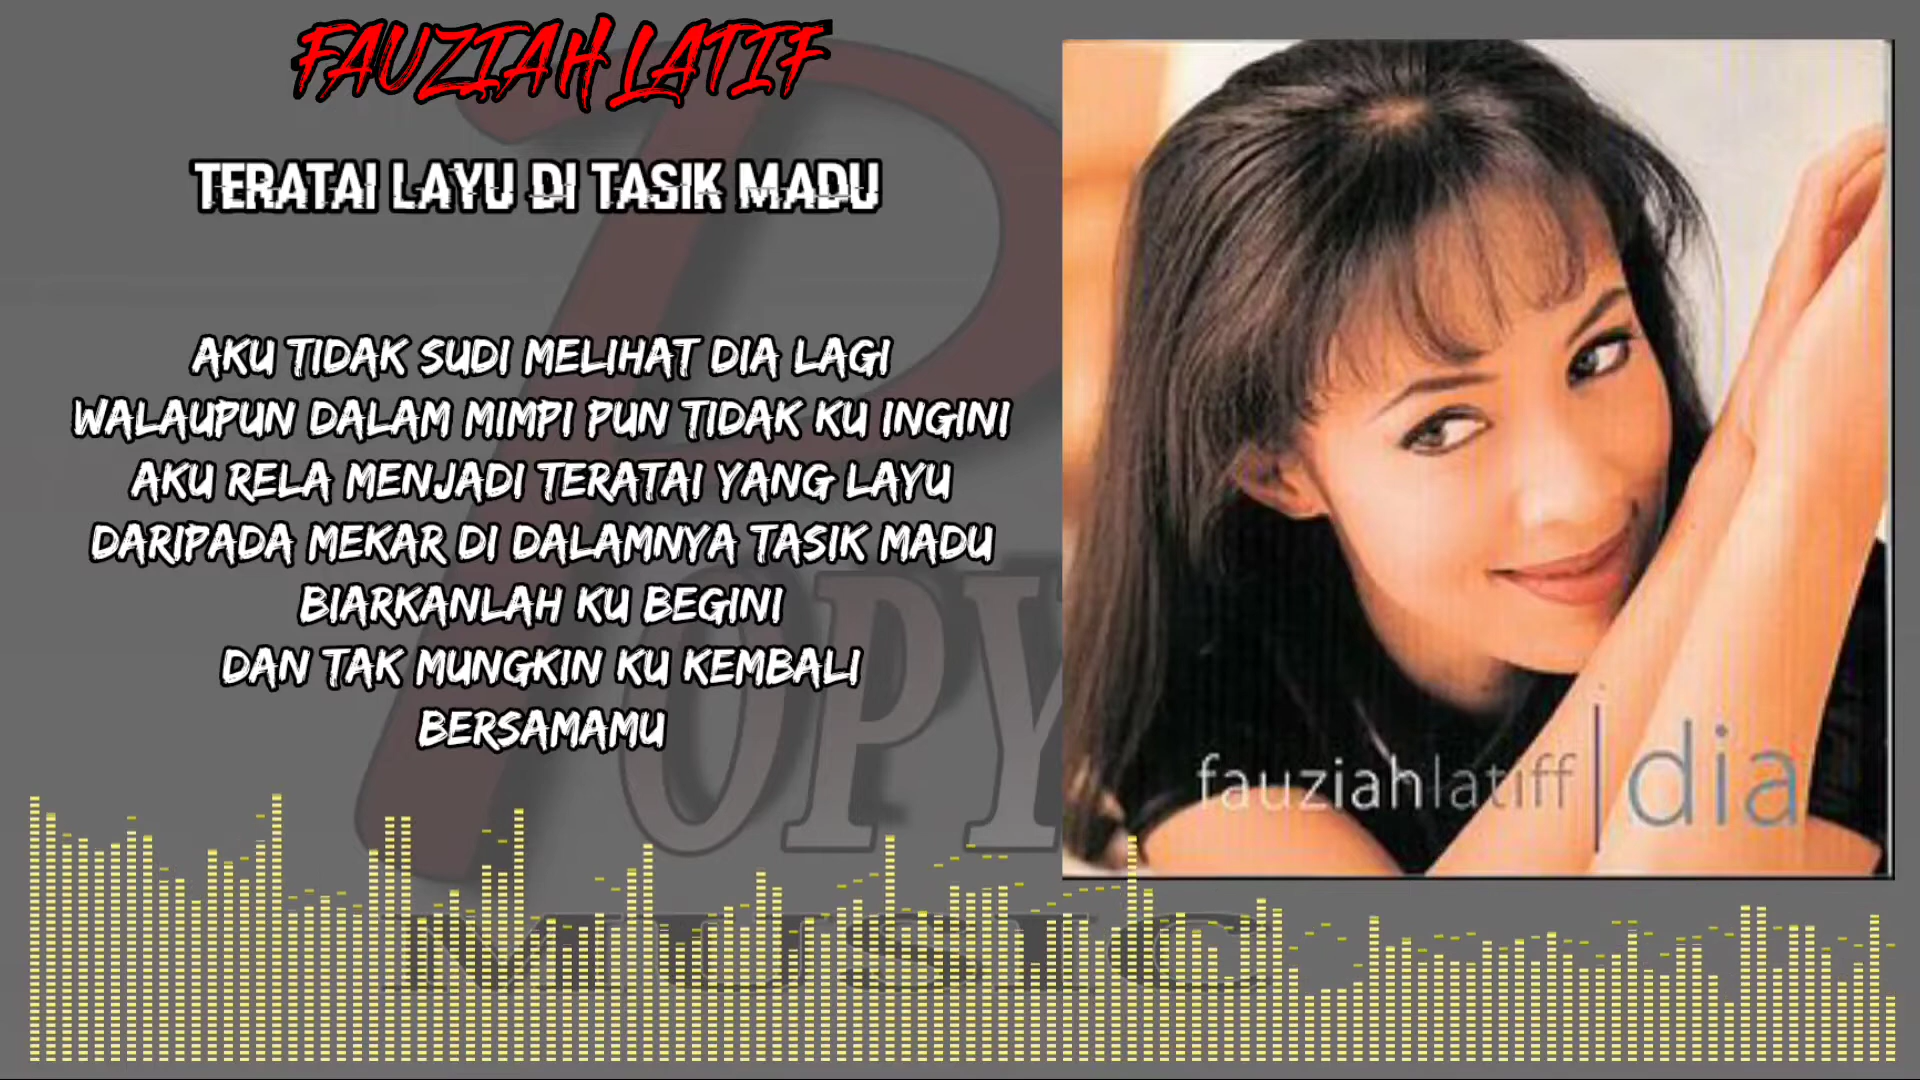 FAUZIAH LATIF
TERATAI LAYU DI TASIK MADU
AKU TIDAK SUDI MELIHAT DIA LAGI
WALAUPUN DALAM MIMPI PUN TIDAK KU INGINI
AKU RELA MENJADI TERATAI YANG LAYU
DARIPADA MEKAR DI DALAMNYA TASIK MADU
BIARKANLAH KU BEGINI
DAN TAK MUNGKIN KU KEMBALI
BERSAMAMU
fauziahlatiff|dia
OPY
MUSIC